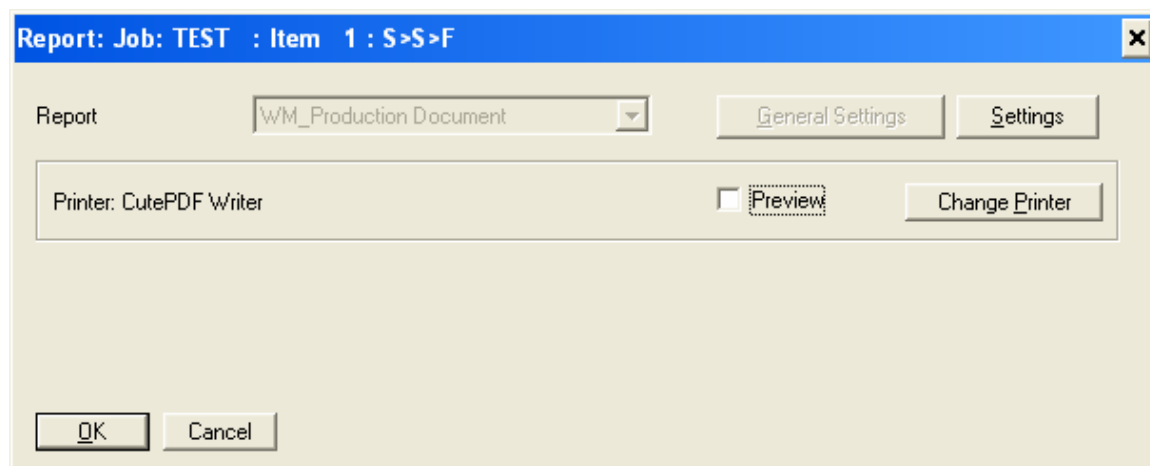 Report: Job: TEST : Item 1 : S>S>F
Report WM_Production Document General Settings Settings
Printer: CutePDF Writer Preview Change Printer
OK Cancel